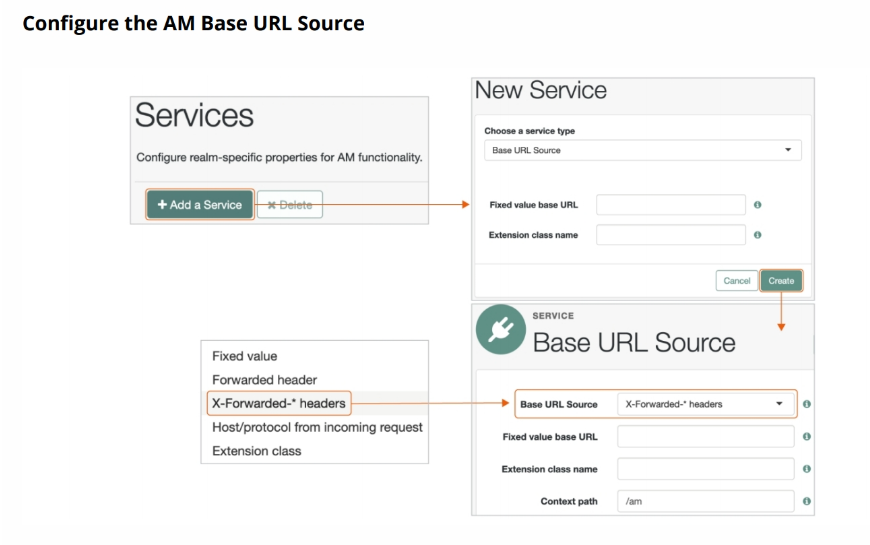 Configure the AM Base URL Source
Services
Configure realm-specific properties for AM functionality.
+ Add a Service
✖ Delete
New Service
Choose a service type
Base URL Source
Fixed value base URL
Extension class name
Cancel
Create
Fixed value
Forwarded header
X-Forwarded-* headers
Host/protocol from incoming request
Extension class
SERVICE
Base URL Source
Base URL Source
X-Forwarded-* headers
Fixed value base URL
Extension class name
Context path
/am